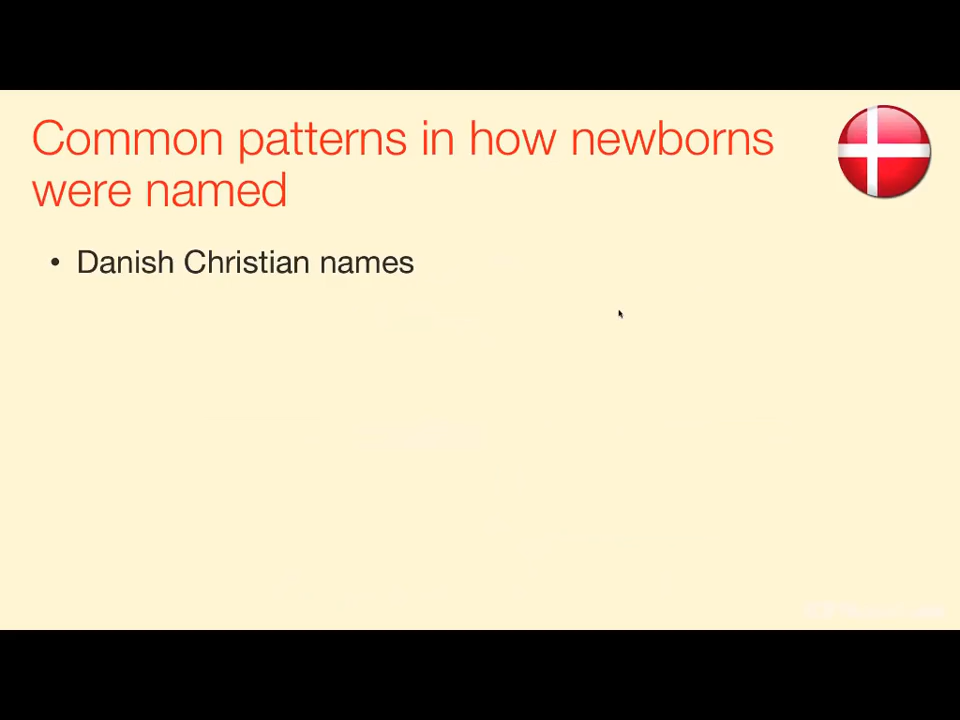 Common patterns in how newborns
were named
• Danish Christian names